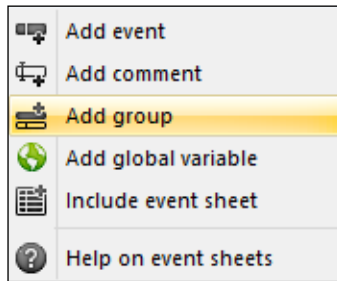 Add event
Add comment
Add group
Add global variable
Include event sheet
Help on event sheets